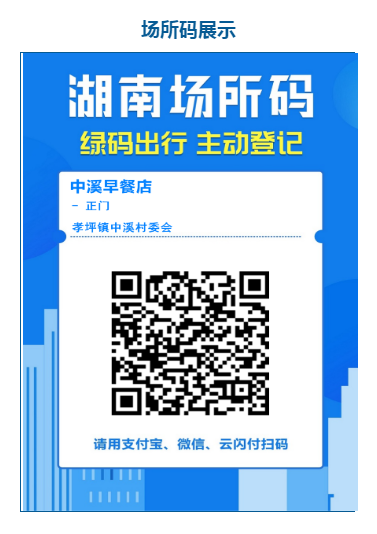 场所码展示
湖南场所码
绿码出行 主动登记
中溪早餐店
- 正门
孝坪镇中溪村委会
请用支付宝、微信、云闪付扫码